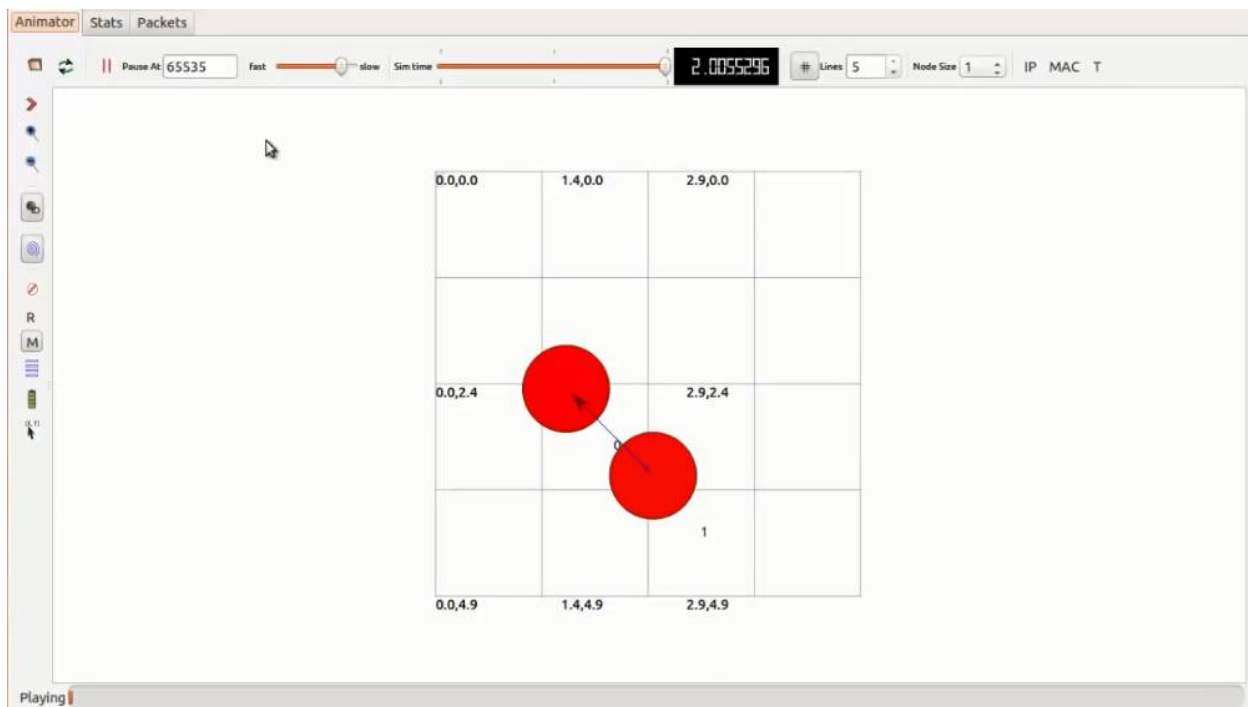 Animator Stats Packets
Pause At 65535 fast slow Sim time 2.0055296 # Lines 5 Node Size 1 IP MAC T
R
M
0.0,0.0 1.4,0.0 2.9,0.0
0.0,2.4 2.9,2.4
0
1
0.0,4.9 1.4,4.9 2.9,4.9
Playing